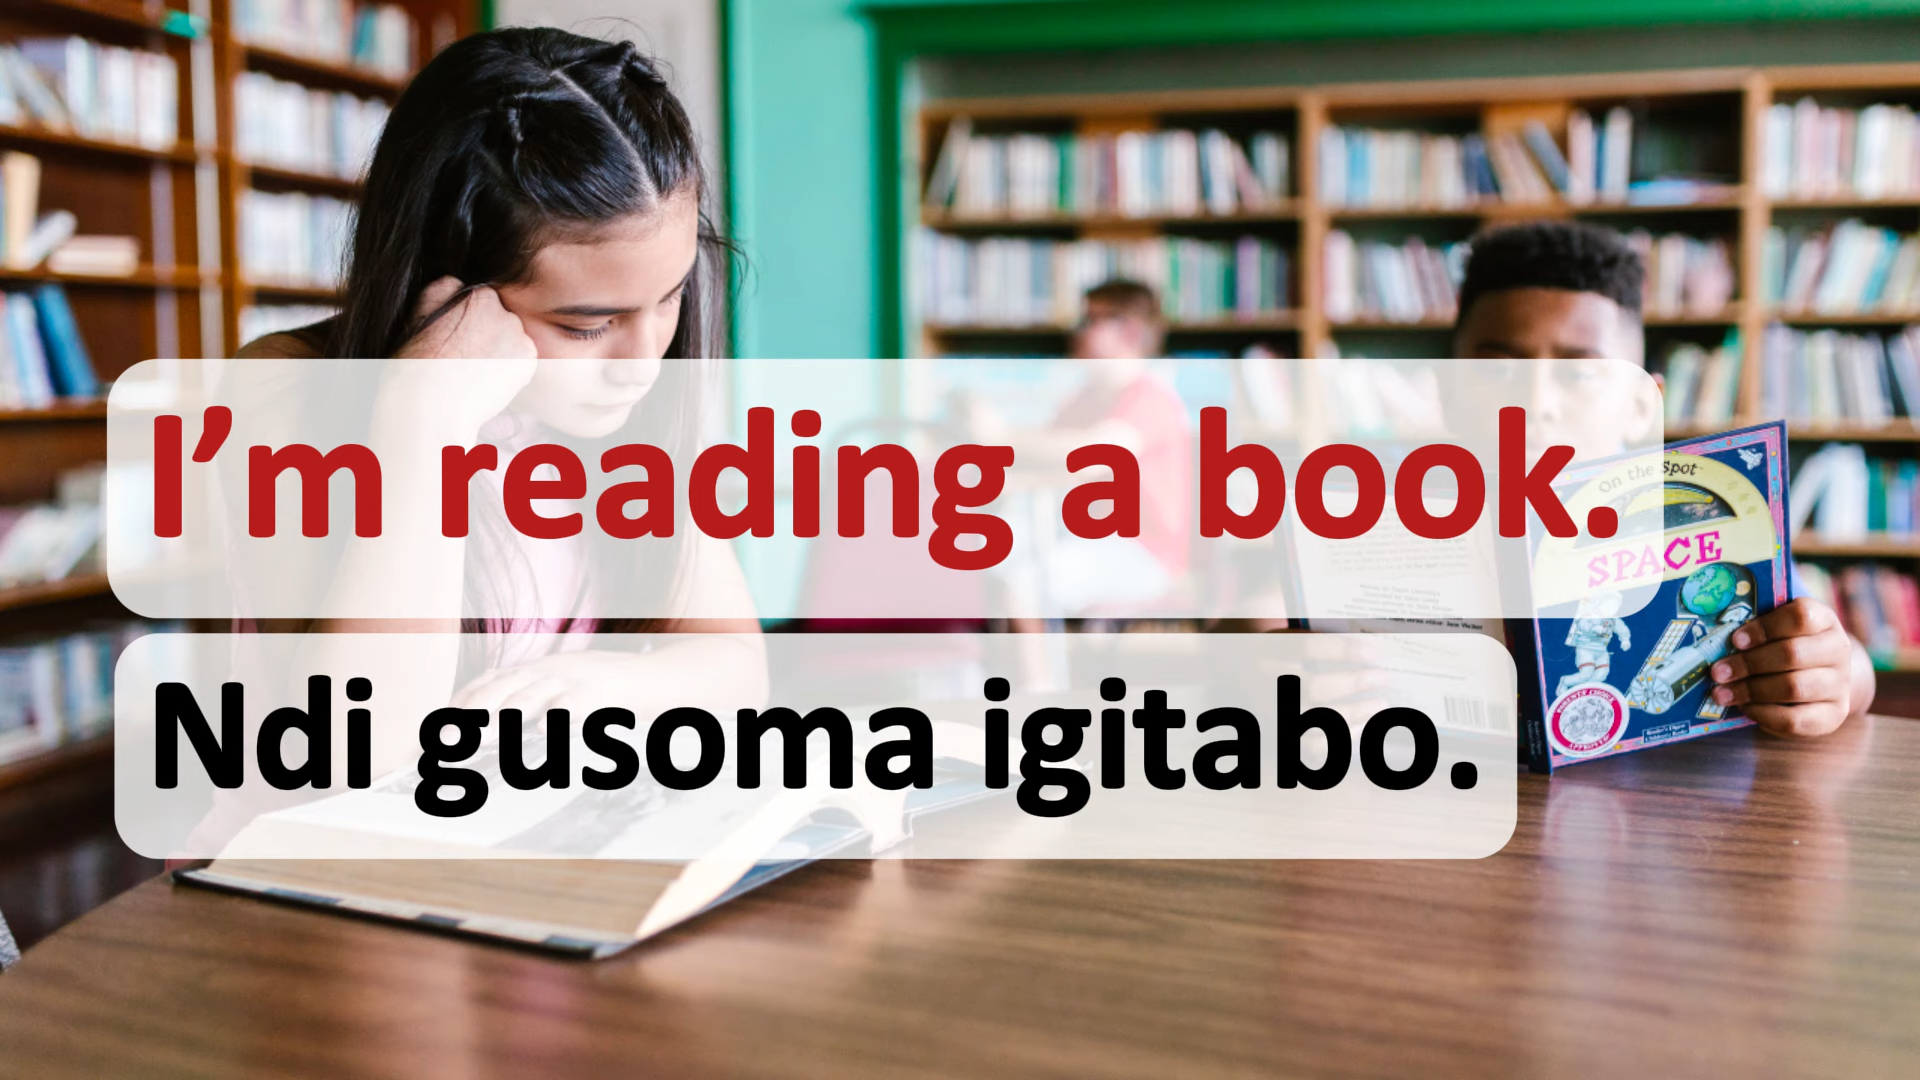 I’m reading a book.
Ndi gusoma igitabo.
On the Spot
SPACE